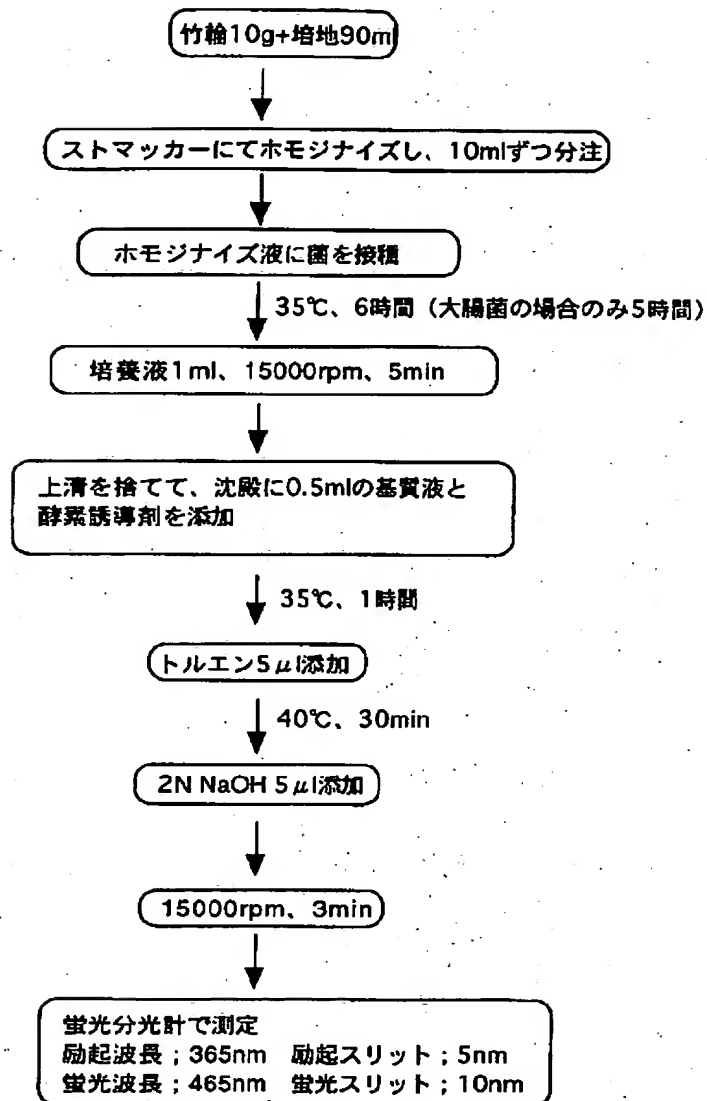 竹輪10g+培地90ml
ストマッカーにてホモジナイズし、10mlずつ分注
ホモジナイズ液に菌を接種
35℃、6時間（大腸菌の場合のみ5時間）
培養液1ml、15000rpm、5min
上清を捨てて、沈殿に0.5mlの基質液と
酵素誘導剤を添加
35℃、1時間
トルエン5μl添加
40℃、30min
2N NaOH 5μl添加
15000rpm、3min
蛍光分光計で測定
励起波長；365nm　励起スリット；5nm
蛍光波長；465nm　蛍光スリット；10nm